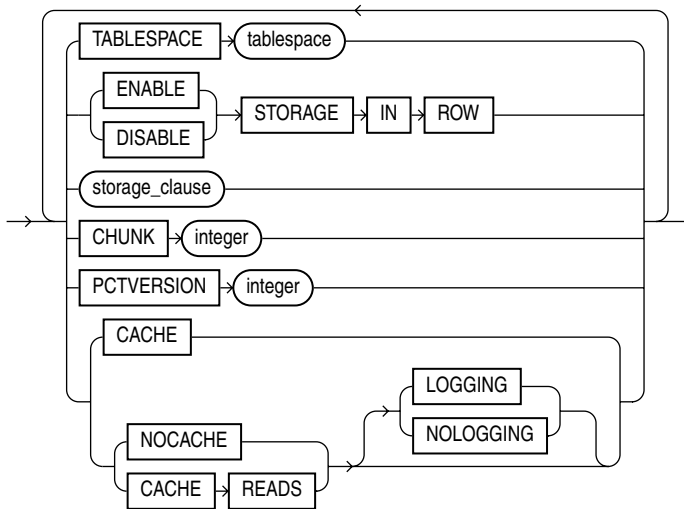 TABLESPACE tablespace
ENABLE
STORAGE IN ROW
DISABLE
storage_clause
CHUNK integer
PCTVERSION integer
CACHE
LOGGING
NOLOGGING
NOCACHE
CACHE READS